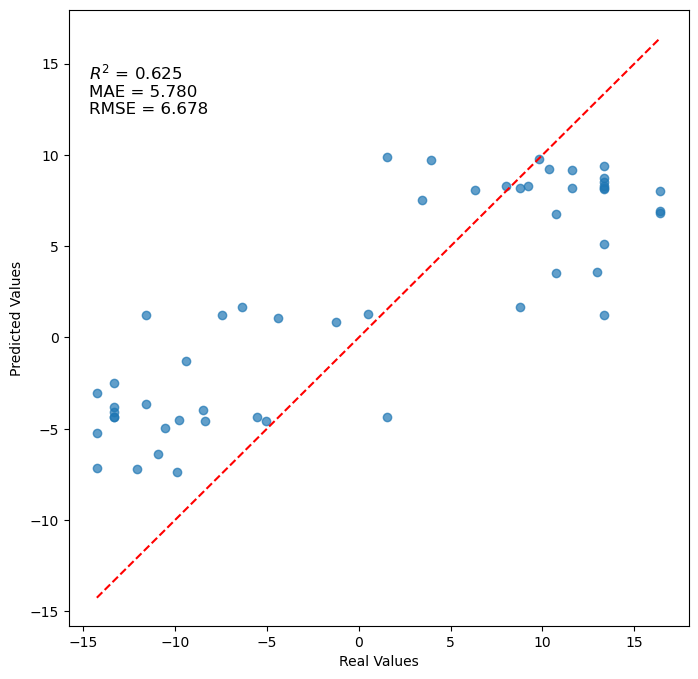 15
10
5
0
−5
−10
−15
R² = 0.625
MAE = 5.780
RMSE = 6.678
Predicted Values
−15 −10 −5 0 5 10 15
Real Values